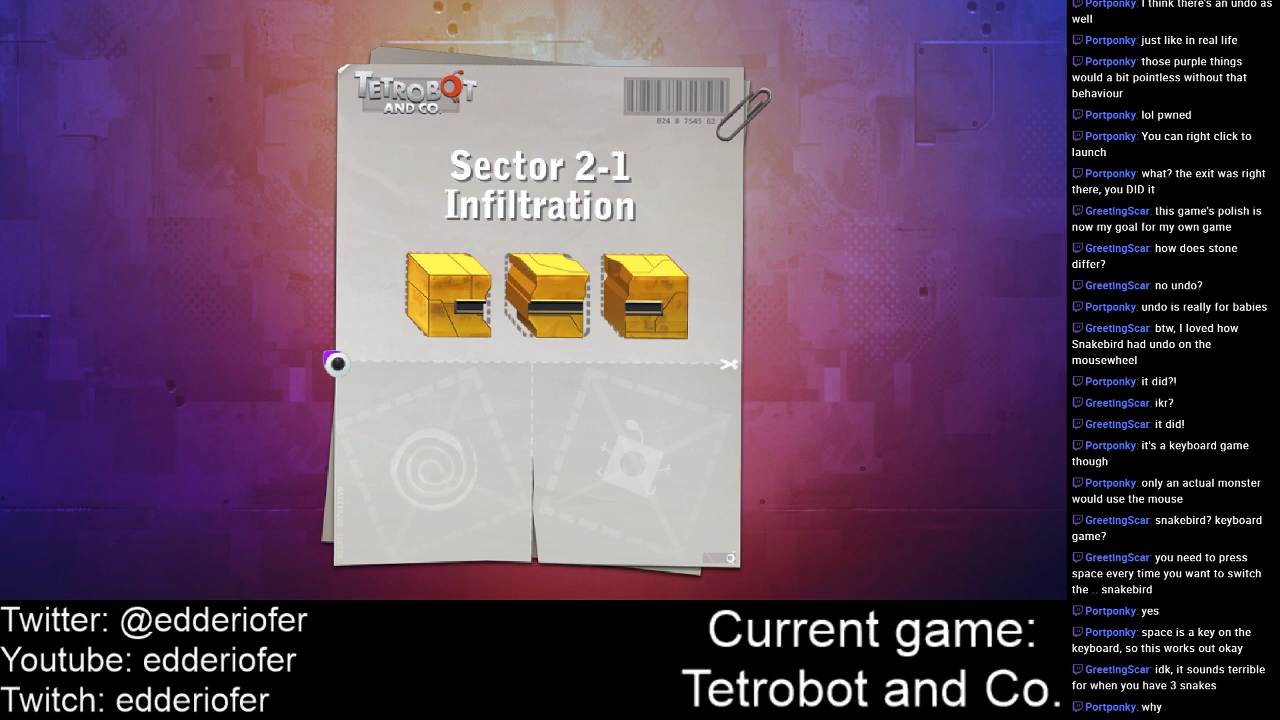 TETROBOT
AND CO.
024 8 7545 62
Sector 2-1
Infiltration
Twitter: @edderiofer
Youtube: edderiofer
Twitch: edderiofer
Current game:
Tetrobot and Co.
Portponky: I think there's an undo as
well
Portponky: just like in real life
Portponky: those purple things
would a bit pointless without that
behaviour
Portponky: lol pwned
Portponky: You can right click to
launch
Portponky: what? the exit was right
there, you DID it
GreetingScar: this game's polish is
now my goal for my own game
GreetingScar: how does stone
differ?
GreetingScar: no undo?
Portponky: undo is really for babies
GreetingScar: btw, I loved how
Snakebird had undo on the
mousewheel
Portponky: it did?!
GreetingScar: ikr?
GreetingScar: it did!
Portponky: it's a keyboard game
though
Portponky: only an actual monster
would use the mouse
GreetingScar: snakebird? keyboard
game?
GreetingScar: you need to press
space every time you want to switch
the .. snakebird
Portponky: yes
Portponky: space is a key on the
keyboard, so this works out okay
GreetingScar: idk, it sounds terrible
for when you have 3 snakes
Portponky: why